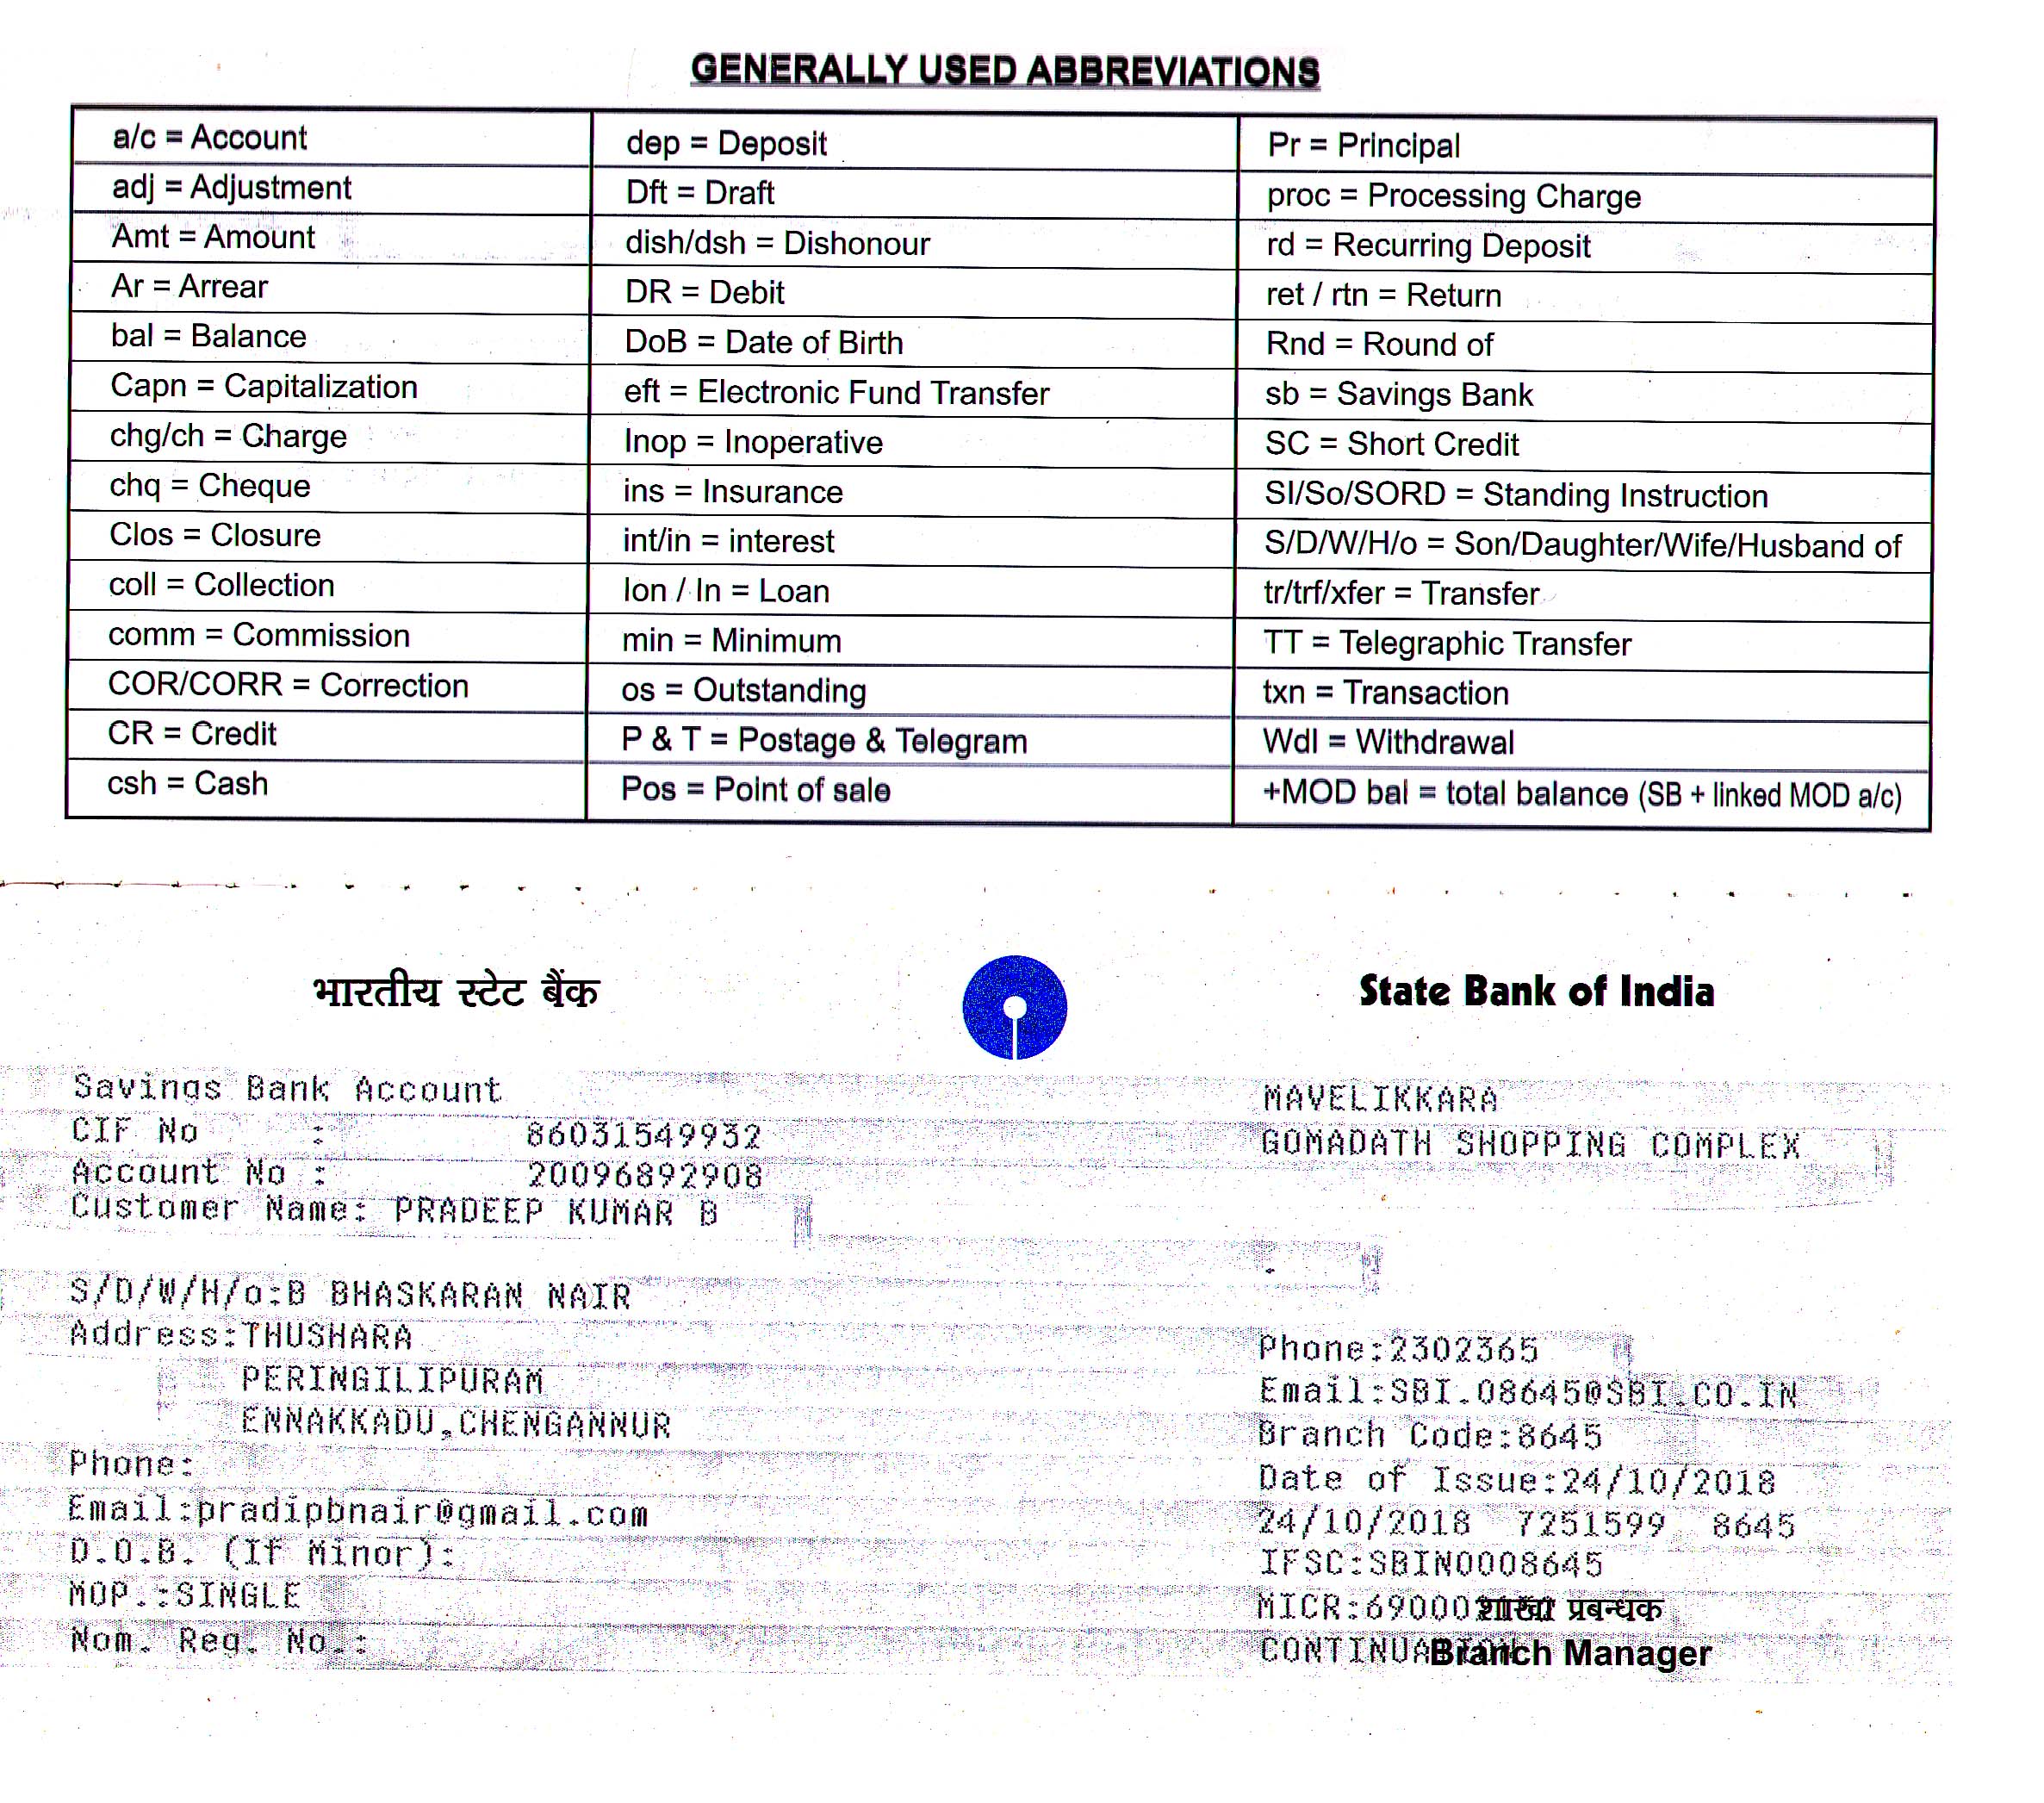 GENERALLY USED ABBREVIATIONS
a/c = Account
dep = Deposit
Pr = Principal
adj = Adjustment
Dft = Draft
proc = Processing Charge
Amt = Amount
dish/dsh = Dishonour
rd = Recurring Deposit
Ar = Arrear
DR = Debit
ret / rtn = Return
bal = Balance
DoB = Date of Birth
Rnd = Round of
Capn = Capitalization
eft = Electronic Fund Transfer
sb = Savings Bank
chg/ch = Charge
Inop = Inoperative
SC = Short Credit
chq = Cheque
ins = Insurance
SI/So/SORD = Standing Instruction
Clos = Closure
int/in = interest
S/D/W/H/o = Son/Daughter/Wife/Husband of
coll = Collection
lon / ln = Loan
tr/trf/xfer = Transfer
comm = Commission
min = Minimum
TT = Telegraphic Transfer
COR/CORR = Correction
os = Outstanding
txn = Transaction
CR = Credit
P & T = Postage & Telegram
Wdl = Withdrawal
csh = Cash
Pos = Point of sale
+MOD bal = total balance (SB + linked MOD a/c)
भारतीय स्टेट बैंक
State Bank of India
Savings Bank Account
CIF No : 86031549932
Account No : 20096892908
Customer Name: PRADEEP KUMAR B
S/D/W/H/o:B BHASKARAN NAIR
Address:THUSHARA
PERINGILIPURAM
ENNAKKADU,CHENGANNUR
Phone:
Email:pradipbnair@gmail.com
D.O.B. (If Minor):
MOP.:SINGLE
Nom. Reg. No.:
MAVELIKKARA
GOMADATH SHOPPING COMPLEX
Phone:2302365
Email:SBI.08645@SBI.CO.IN
Branch Code:8645
Date of Issue:24/10/2018
24/10/2018 7251599 8645
IFSC:SBIN0008645
MICR:
शाखा प्रबन्धक
Branch Manager